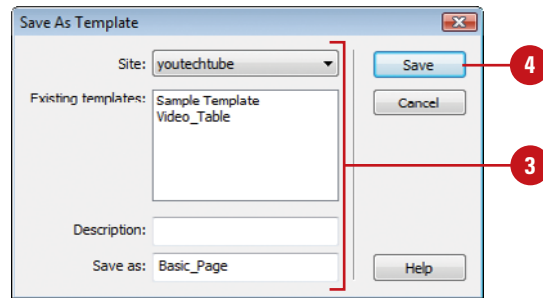 Save As Template
Site: youtechtube Save 4
Existing templates: Sample Template Cancel
Video_Table
3
Description:
Save as: Basic_Page Help